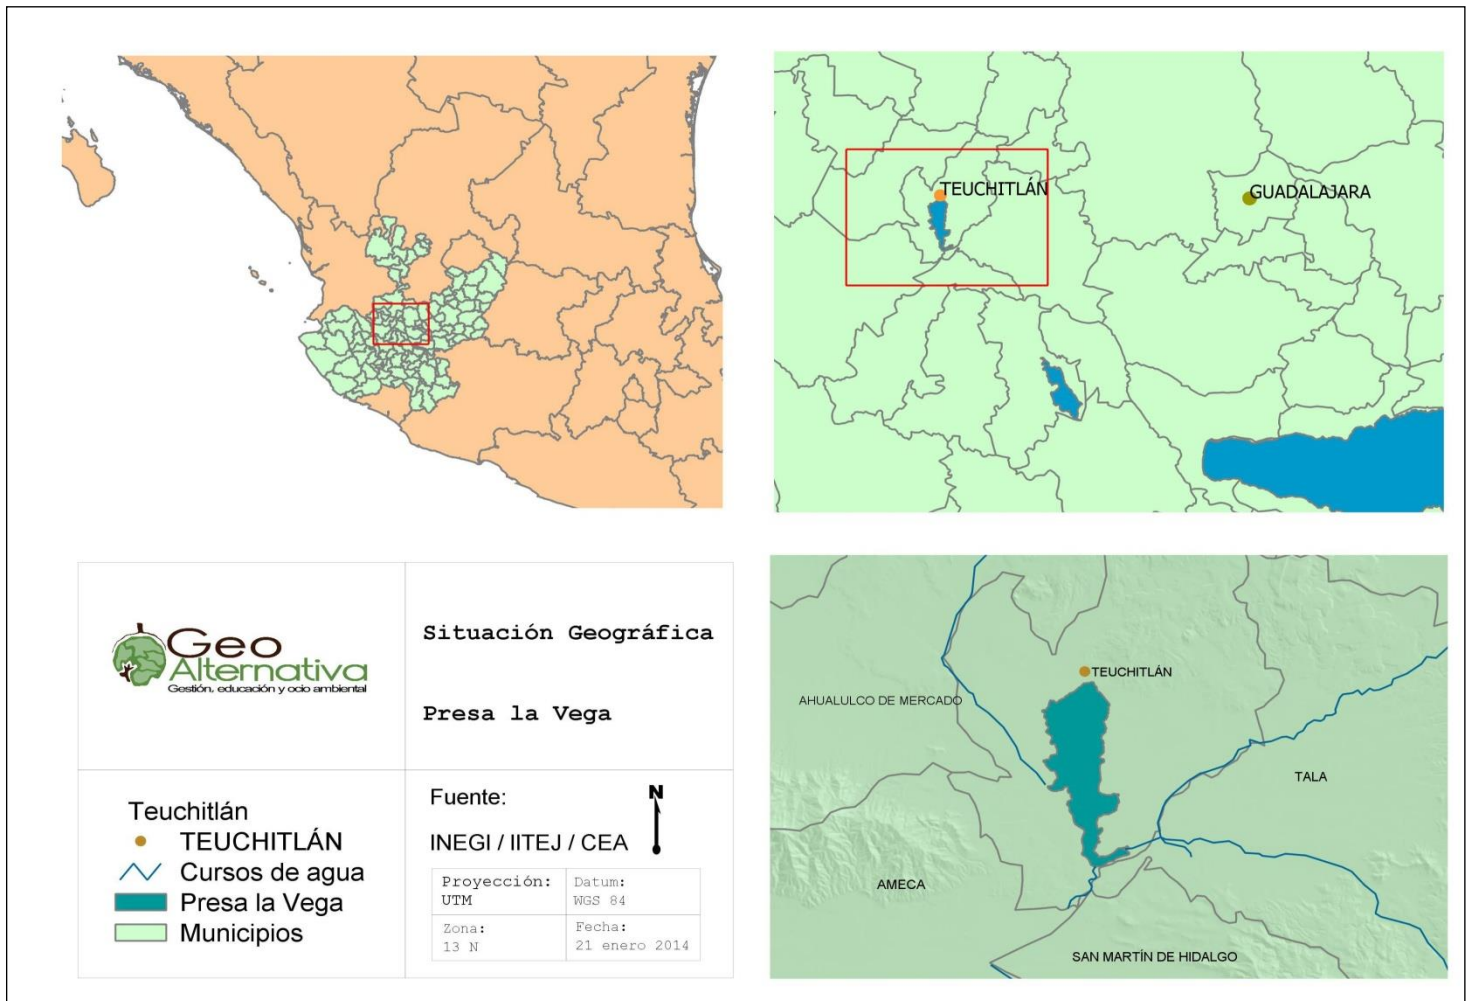 TEUCHITLÁN
GUADALAJARA
Geo
Alternativa
Gestión, educación y ocio ambiental
Situación Geográfica
Presa la Vega
Teuchitlán
TEUCHITLÁN
Cursos de agua
Presa la Vega
Municipios
Fuente:
N
INEGI / IITEJ / CEA
Proyección:
UTM
Datum:
WGS 84
Zona:
13 N
Fecha:
21 enero 2014
TEUCHITLÁN
AHUALULCO DE MERCADO
TALA
AMECA
SAN MARTÍN DE HIDALGO